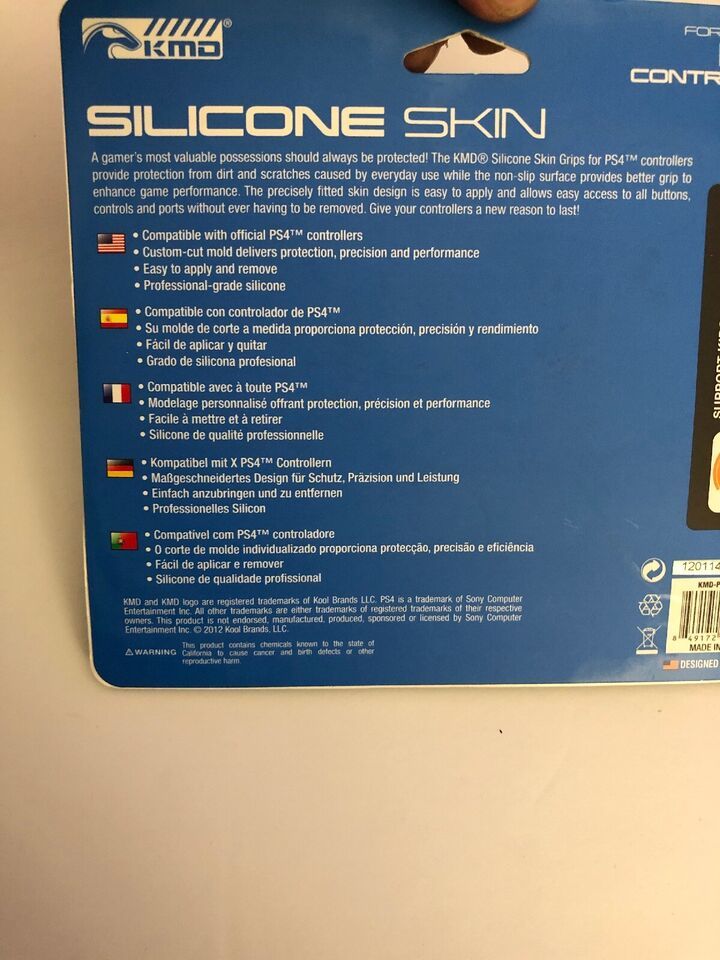 KMD®
FOR
CONTR
SILICONE SKIN
A gamer's most valuable possessions should always be protected! The KMD® Silicone Skin Grips for PS4™ controllers
provide protection from dirt and scratches caused by everyday use while the non-slip surface provides better grip to
enhance game performance. The precisely fitted skin design is easy to apply and allows easy access to all buttons,
controls and ports without ever having to be removed. Give your controllers a new reason to last!
• Compatible with official PS4™ controllers
• Custom-cut mold delivers protection, precision and performance
• Easy to apply and remove
• Professional-grade silicone
• Compatible con controlador de PS4™
• Su molde de corte a medida proporciona protección, precisión y rendimiento
• Fácil de aplicar y quitar
• Grado de silicona profesional
• Compatible avec à toute PS4™
• Modelage personnalisé offrant protection, précision et performance
• Facile à mettre et à retirer
• Silicone de qualité professionnelle
• Kompatibel mit X PS4™ Controllern
• Maßgeschneidertes Design für Schutz, Präzision und Leistung
• Einfach anzubringen und zu entfernen
• Professionelles Silicon
• Compatível com PS4™ controladore
• O corte de molde individualizado proporciona protecção, precisão e eficiência
• Fácil de aplicar e remover
• Silicone de qualidade profissional
KMD and KMD logo are registered trademarks of Kool Brands LLC. PS4 is a trademark of Sony Computer
Entertainment Inc. All other trademarks are either trademarks of registered trademarks of their respective
owners. This product is not endorsed, manufactured, produced, sponsored or licensed by Sony Computer
Entertainment Inc. © 2012 Kool Brands, LLC.
⚠WARNING This product contains chemicals known to the state of
California to cause cancer and birth defects or other
reproductive harm.
SUPPORT
120114
KMD-P
8 49172
MADE IN
DESIGNED